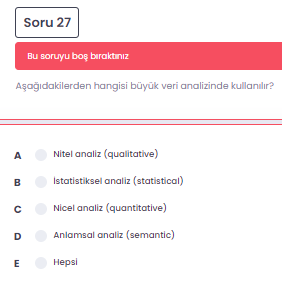 Soru 27
Bu soruyu boş bıraktınız
Aşağıdakilerden hangisi büyük veri analizinde kullanılır?
A Nitel analiz (qualitative)
B İstatistiksel analiz (statistical)
C Nicel analiz (quantitative)
D Anlamsal analiz (semantic)
E Hepsi